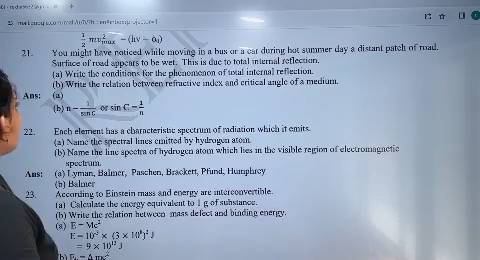 ½ mv²max = (hν – ϕ₀)
21. You might have noticed while moving in a bus or a car during hot summer day a distant patch of road.
Surface of road appears to be wet. This is due to total internal reflection.
(a) Write the conditions for the phenomenon of total internal reflection.
(b) Write the relation between refractive index and critical angle of a medium.
Ans: (a)
(b) n = 1/sin C or sin C = 1/n
22. Each element has a characteristic spectrum of radiation which it emits.
(a) Name the spectral lines emitted by hydrogen atom
(b) Name the line spectra of hydrogen atom which lies in the visible region of electromagnetic
spectrum.
Ans: (a) Lyman, Balmer, Paschen, Brackett, Pfund, Humphrey
(b) Balmer
23. According to Einstein mass and energy are interconvertible.
(a) Calculate the energy equivalent to 1 g of substance.
(b) Write the relation between mass defect and binding energy.
(a) E = Mc²
E = 10⁻³ × (3 × 10⁸)² J
= 9 × 10¹³ J
(b) E_b = Δ mc²